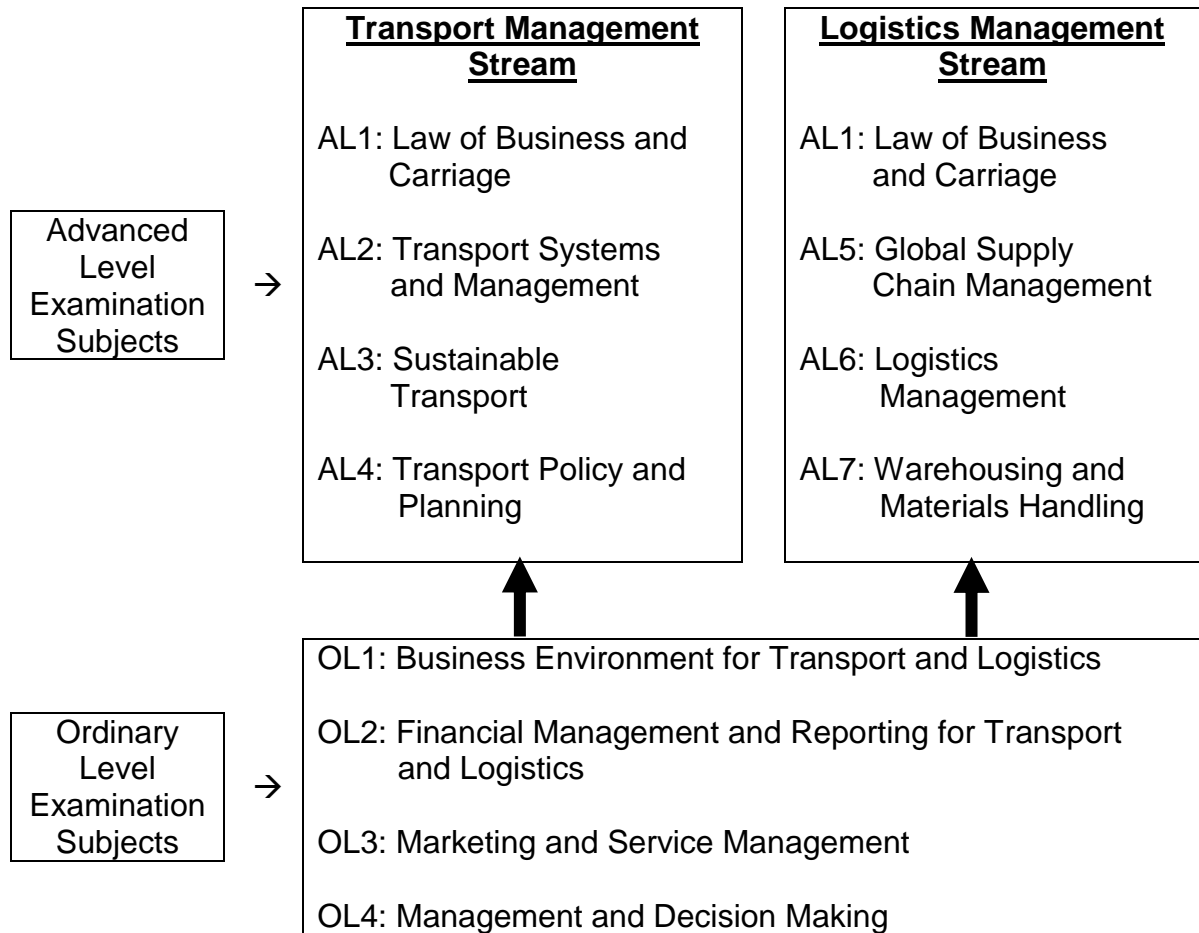 Transport Management
Stream
AL1: Law of Business and
Carriage
AL2: Transport Systems
and Management
AL3: Sustainable
Transport
AL4: Transport Policy and
Planning
Logistics Management
Stream
AL1: Law of Business
and Carriage
AL5: Global Supply
Chain Management
AL6: Logistics
Management
AL7: Warehousing and
Materials Handling
Advanced
Level
Examination
Subjects
→
OL1: Business Environment for Transport and Logistics
OL2: Financial Management and Reporting for Transport
and Logistics
OL3: Marketing and Service Management
OL4: Management and Decision Making
Ordinary
Level
Examination
Subjects
→